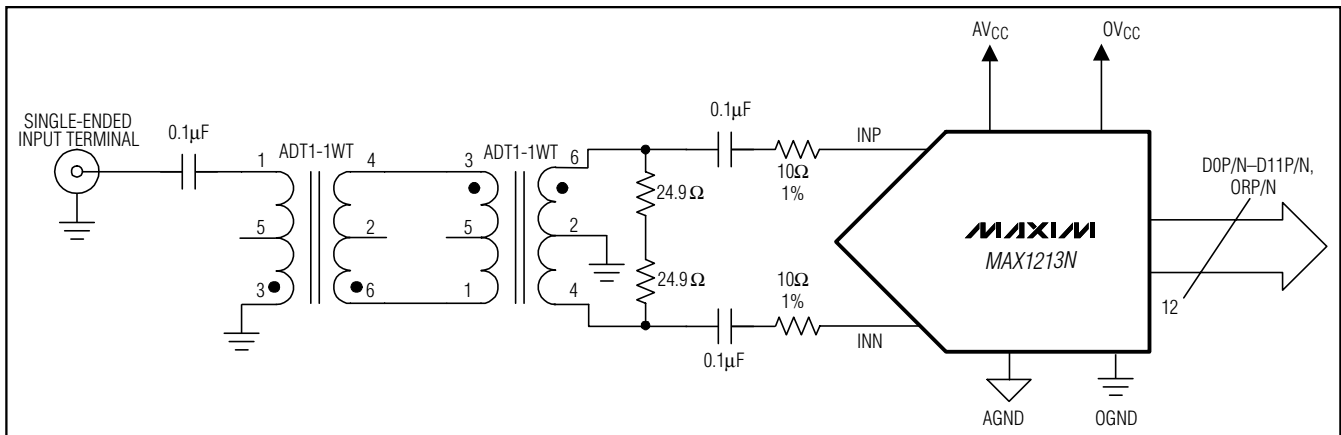 AVCC
OVCC
SINGLE-ENDED
INPUT TERMINAL
0.1µF
ADT1-1WT
ADT1-1WT
0.1µF
INP
10Ω
1%
D0P/N–D11P/N,
ORP/N
1
4
3
6
24.9Ω
5
2
5
2
MAXIM
MAX1213N
24.9Ω
10Ω
1%
3
6
1
4
12
0.1µF
INN
AGND
OGND